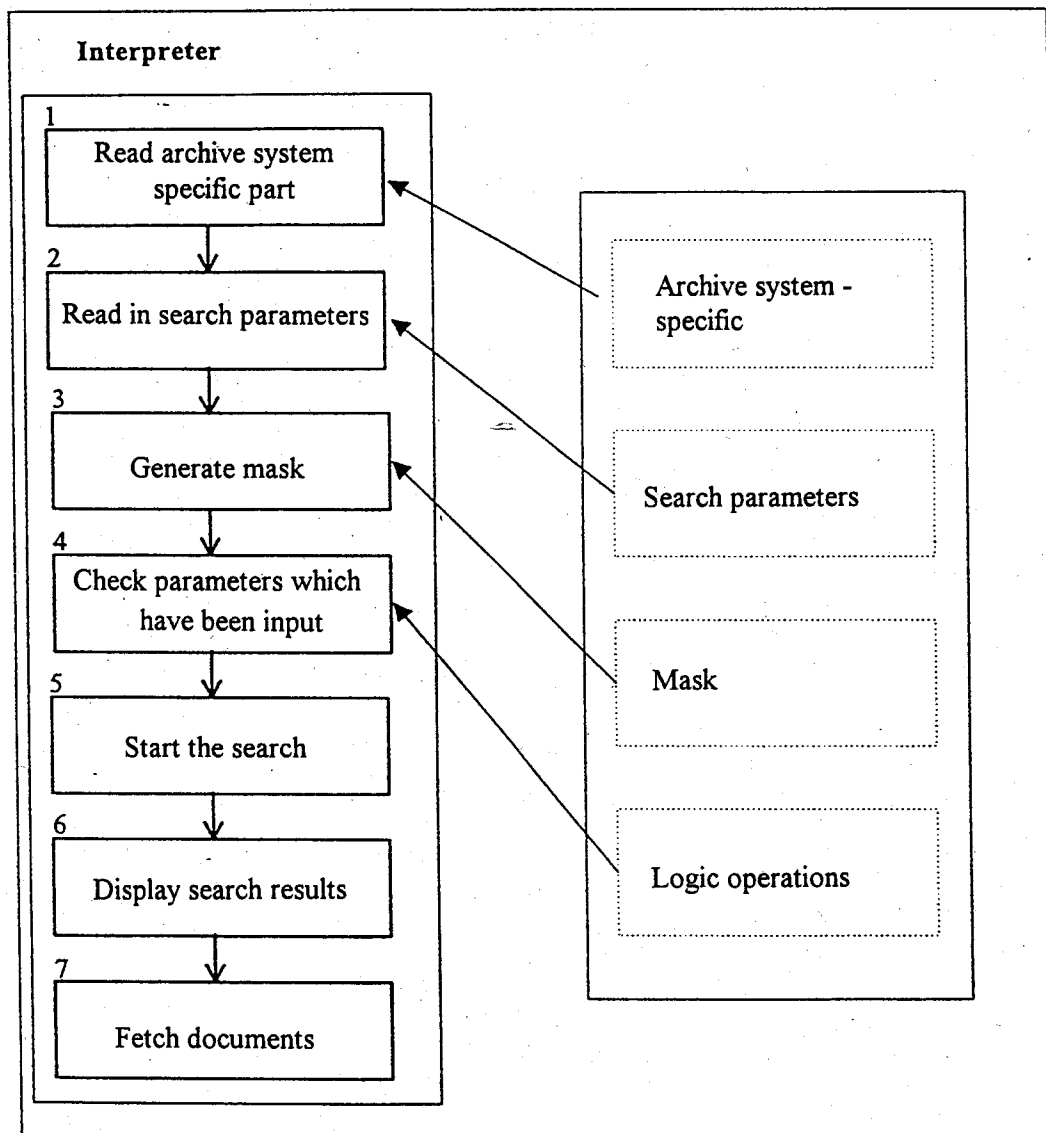 Interpreter
1
Read archive system
specific part
2
Read in search parameters
3
Generate mask
4
Check parameters which
have been input
5
Start the search
6
Display search results
7
Fetch documents
Archive system -
specific
Search parameters
Mask
Logic operations